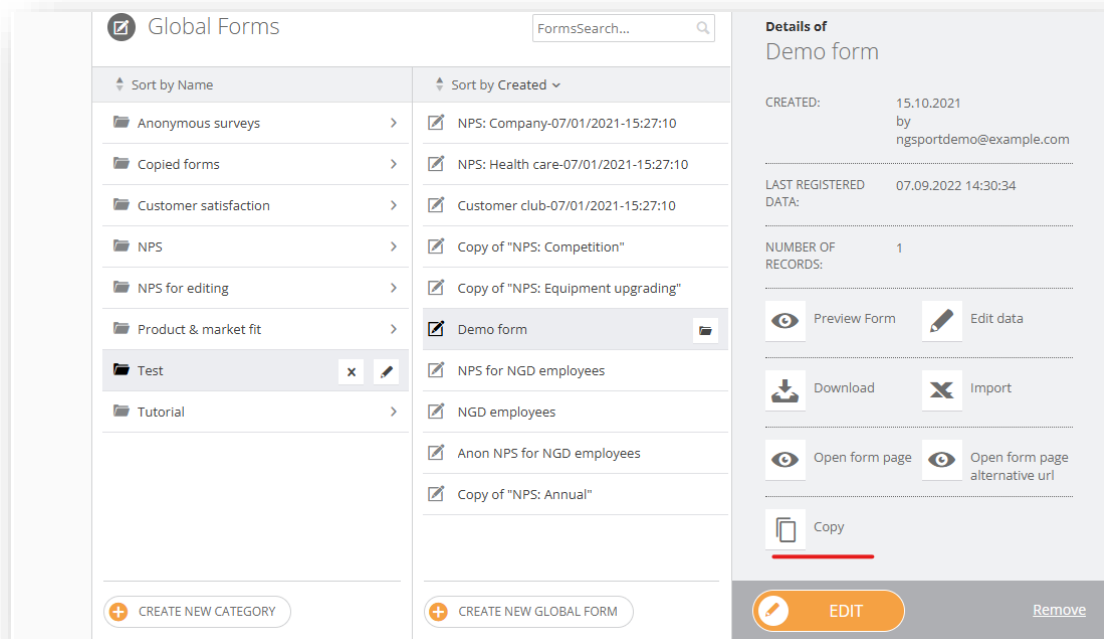 Global Forms
FormsSearch...
Sort by Name
Anonymous surveys
Copied forms
Customer satisfaction
NPS
NPS for editing
Product & market fit
Test
Tutorial
CREATE NEW CATEGORY
Sort by Created
NPS: Company-07/01/2021-15:27:10
NPS: Health care-07/01/2021-15:27:10
Customer club-07/01/2021-15:27:10
Copy of "NPS: Competition"
Copy of "NPS: Equipment upgrading"
Demo form
NPS for NGD employees
NGD employees
Anon NPS for NGD employees
Copy of "NPS: Annual"
CREATE NEW GLOBAL FORM
Details of
Demo form
CREATED:
15.10.2021
by
ngsportdemo@example.com
LAST REGISTERED
DATA:
07.09.2022 14:30:34
NUMBER OF
RECORDS:
1
Preview Form
Edit data
Download
Import
Open form page
Open form page
alternative url
Copy
EDIT
Remove